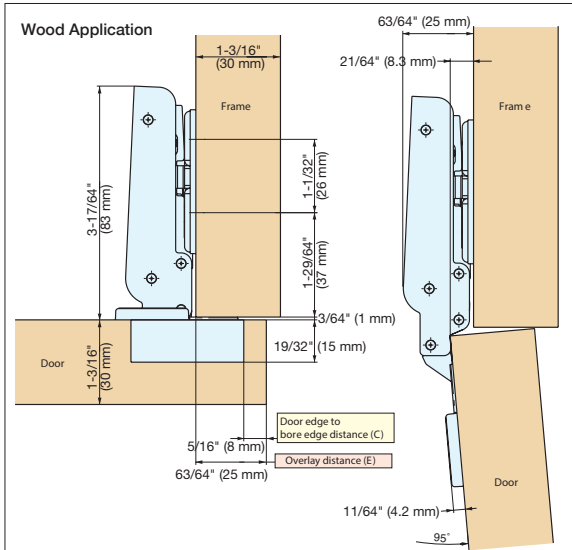 Wood Application
1-3/16"
(30 mm)
Frame
3-17/64"
(83 mm)
1-1/32"
(26 mm)
1-29/64"
(37 mm)
3/64" (1 mm)
19/32" (15 mm)
Door
1-3/16"
(30 mm)
Door edge to
bore edge distance (C)
5/16" (8 mm)
Overlay distance (E)
63/64" (25 mm)
63/64" (25 mm)
21/64" (8.3 mm)
Fram e
Door
11/64" (4.2 mm)
95°